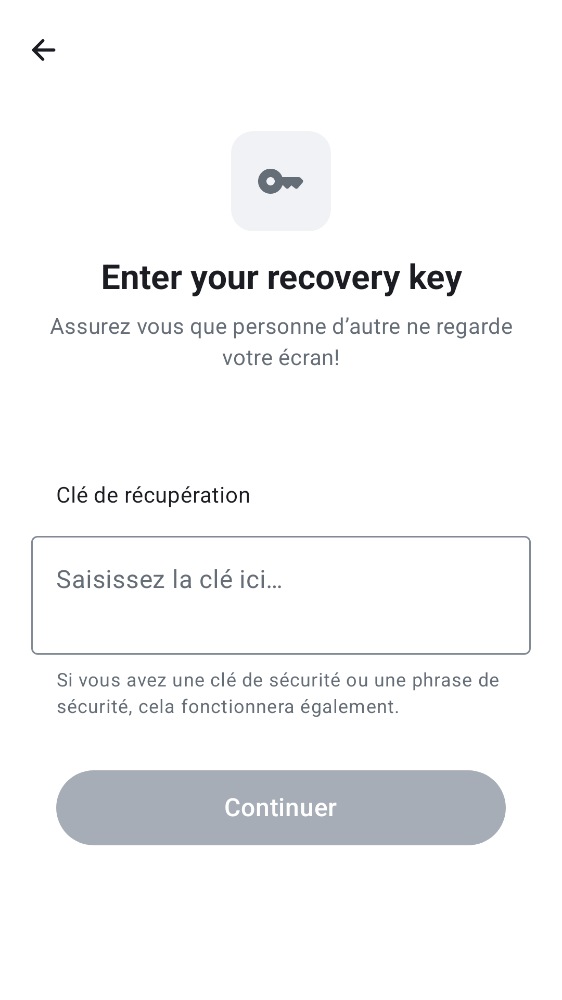 Enter your recovery key
Assurez vous que personne d’autre ne regarde
votre écran!
Clé de récupération
Saisissez la clé ici…
Si vous avez une clé de sécurité ou une phrase de
sécurité, cela fonctionnera également.
Continuer